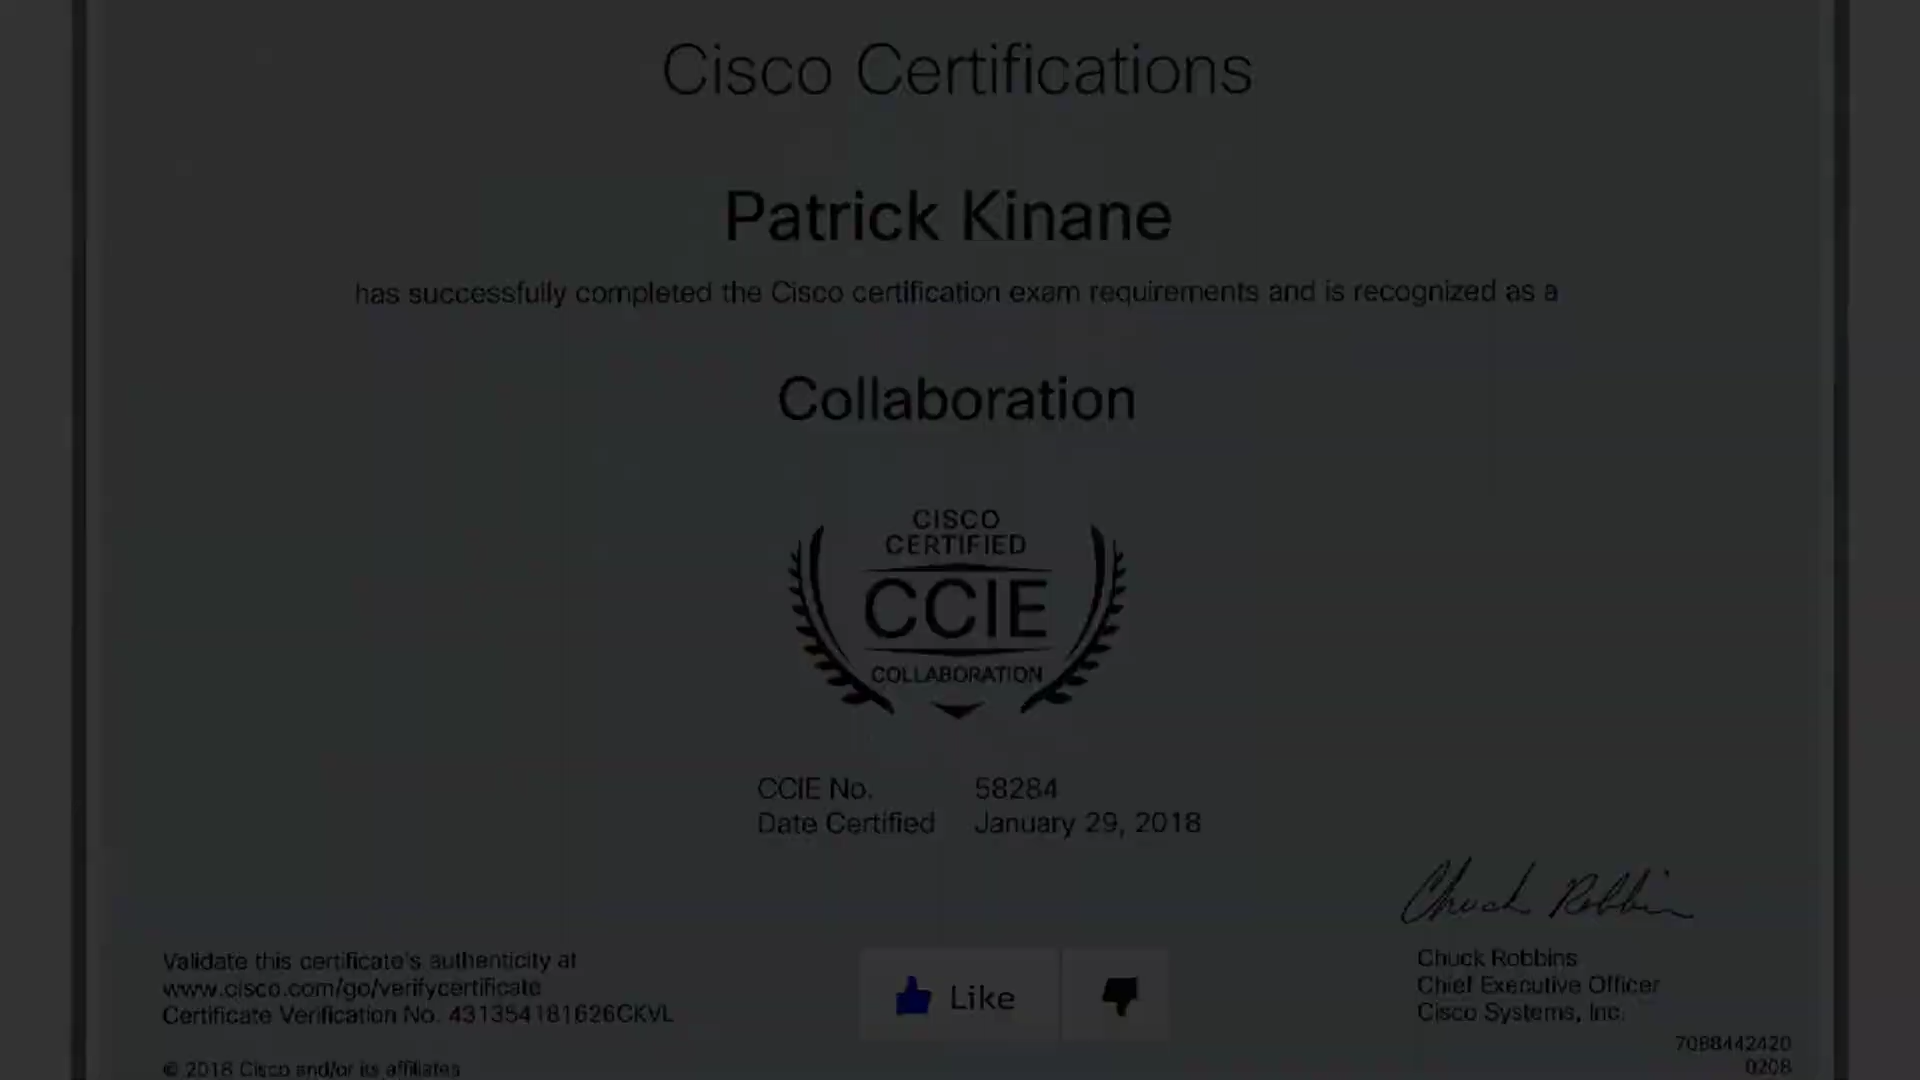 Cisco Certifications
Patrick Kinane
has successfully completed the Cisco certification exam requirements and is recognized as a
Collaboration
CISCO
CERTIFIED
CCIE
COLLABORATION
CCIE No. 58284
Date Certified January 29, 2018
Chuck Robbins
Validate this certificate's authenticity at
www.cisco.com/go/verifycertificate
Certificate Verification No. 431354181626CKVL
Like
Chuck Robbins
Chief Executive Officer
Cisco Systems, Inc.
7088442420
0208
© 2018 Cisco and/or its affiliates